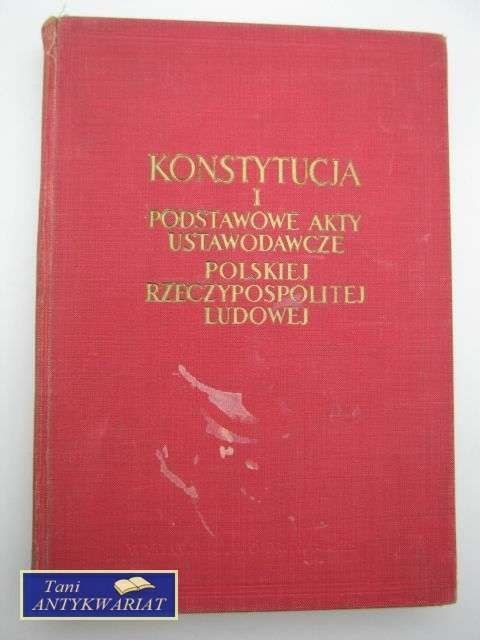 KONSTYTUCJA
I
PODSTAWOWE AKTY
USTAWODAWCZE
POLSKIEJ
RZECZYPOSPOLITEJ
LUDOWEJ
Tani
ANTYKWARIAT